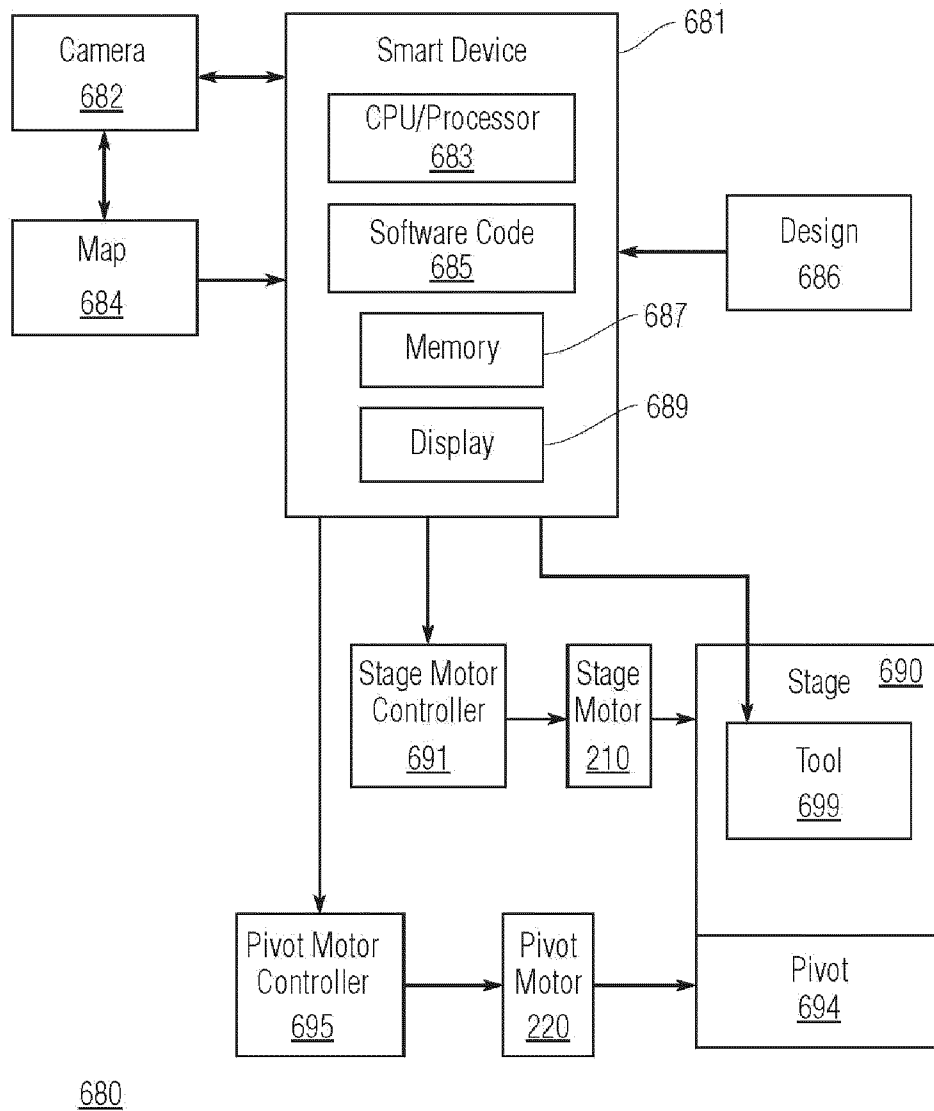 Camera
682
Smart Device
681
CPU/Processor
683
Map
684
Software Code
685
Design
686
Memory
687
Display
689
Stage Motor
Controller
691
Stage
Motor
210
Stage
690
Tool
699
Pivot Motor
Controller
695
Pivot
Motor
220
Pivot
694
680